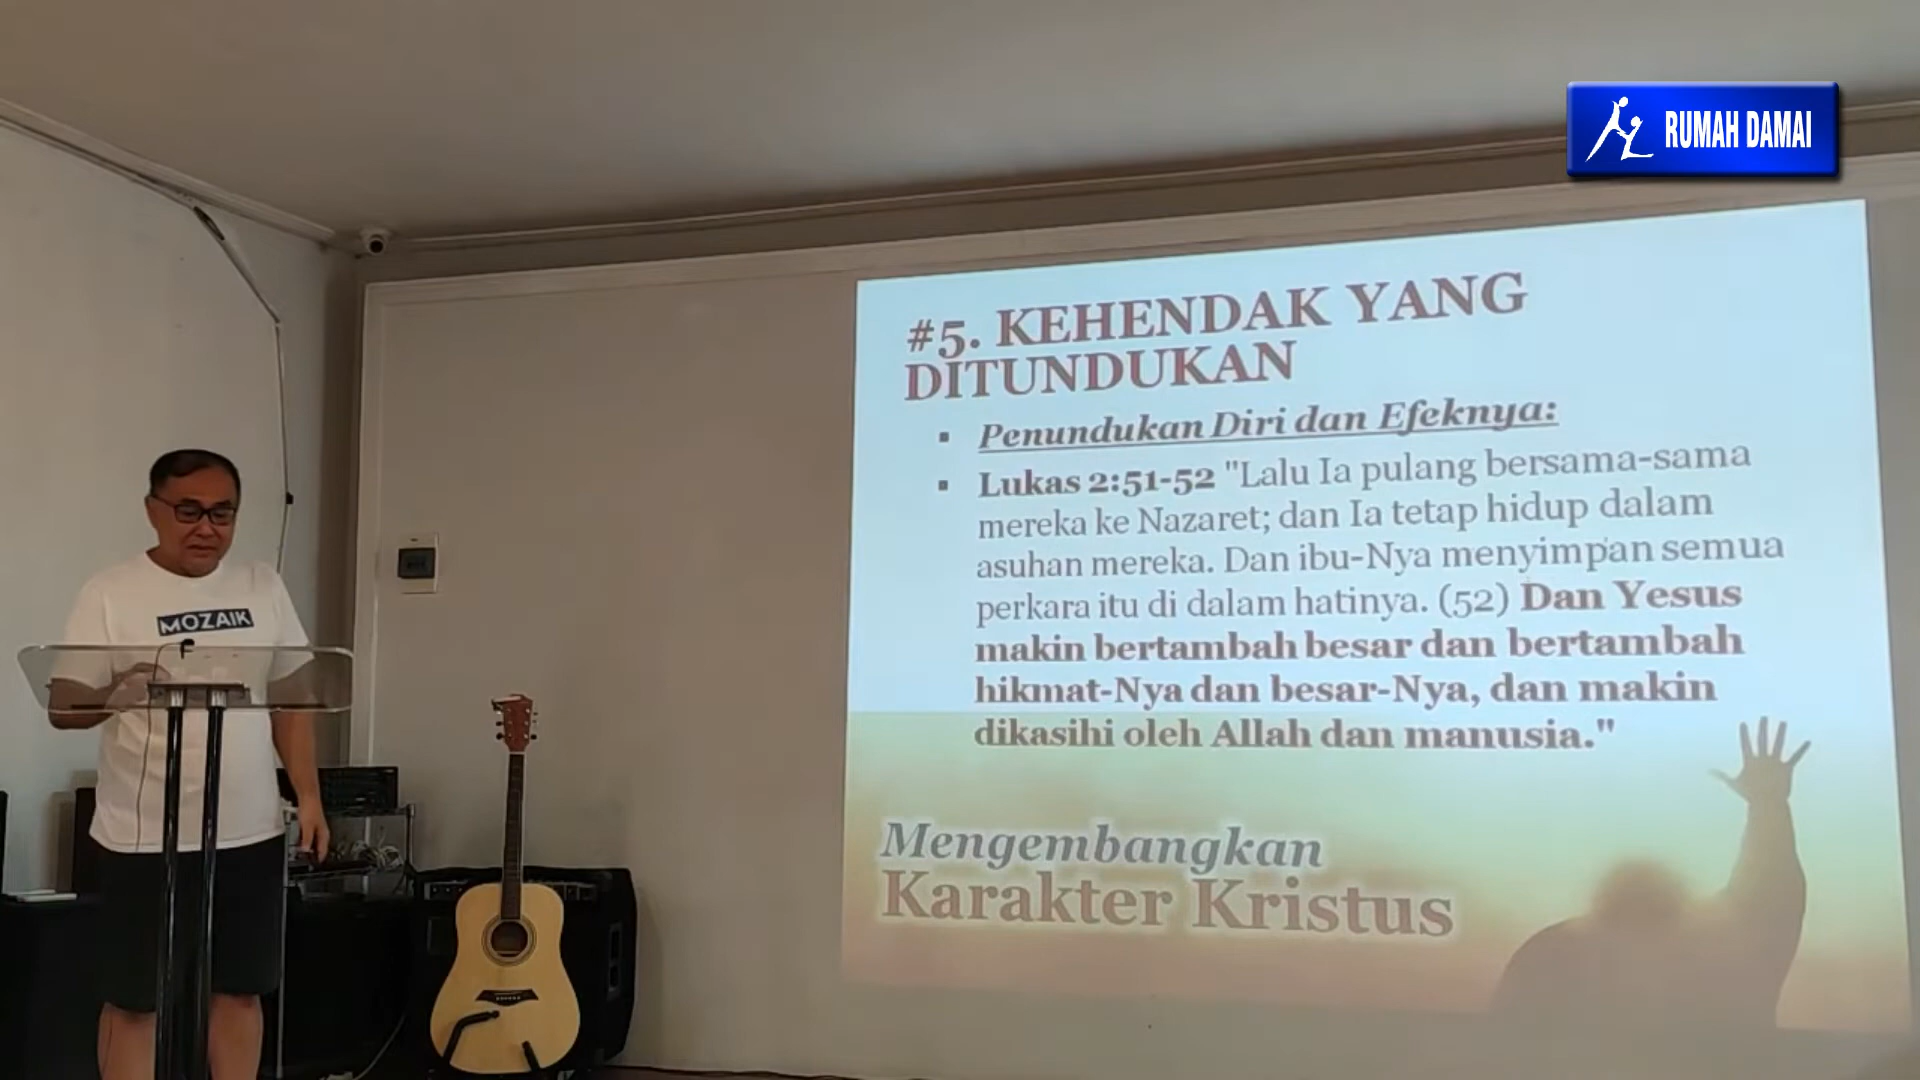 RUMAH DAMAI
#5. KEHENDAK YANG
DITUNDUKAN
Penundukan Diri dan Efeknya:
Lukas 2:51-52 "Lalu Ia pulang bersama-sama
mereka ke Nazaret; dan Ia tetap hidup dalam
asuhan mereka. Dan ibu-Nya menyimpan semua
perkara itu di dalam hatinya. (52) Dan Yesus
makin bertambah besar dan bertambah
hikmat-Nya dan besar-Nya, dan makin
dikasihi oleh Allah dan manusia."
Mengembangkan
Karakter Kristus
MOZAIK